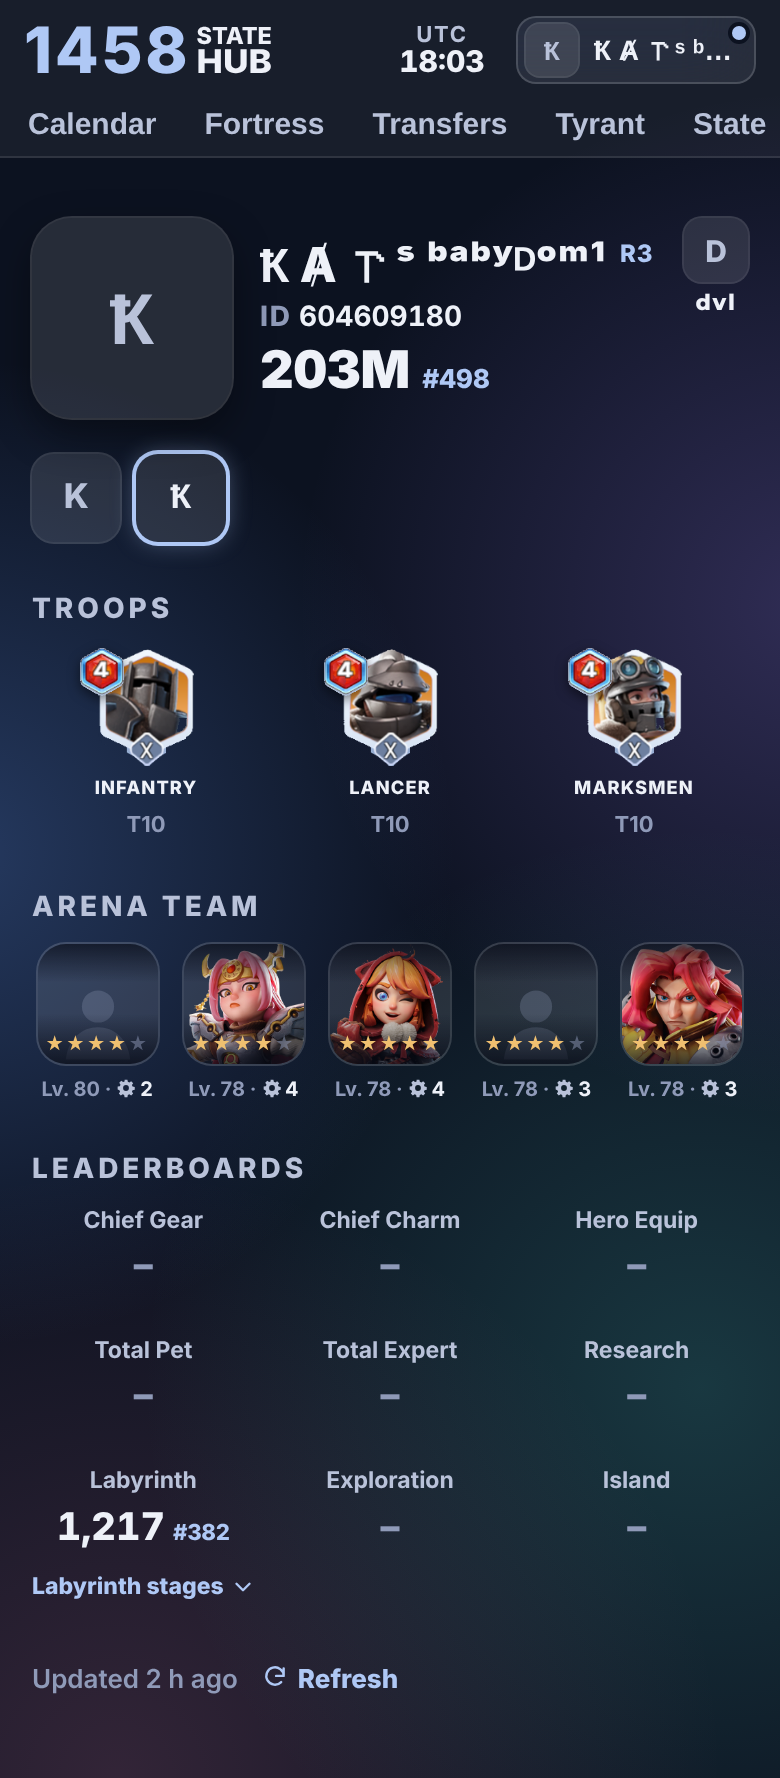 1458 STATE HUB
UTC
18:03
ꀘ Ꞓ
Calendar Fortress Transfers Tyrant State
R3
D
dvl
ID 604609180
203M #498
K
TROOPS
4 4 4
X X X
INFANTRY LANCER MARKSMEN
T10 T10 T10
ARENA TEAM
Lv. 80 · 2 Lv. 78 · 4 Lv. 78 · 4 Lv. 78 · 3 Lv. 78 · 3
LEADERBOARDS
Chief Gear Chief Charm Hero Equip
– – –
Total Pet Total Expert Research
– – –
Labyrinth Exploration Island
1,217 #382 – –
Labyrinth stages
Updated 2 h ago Refresh